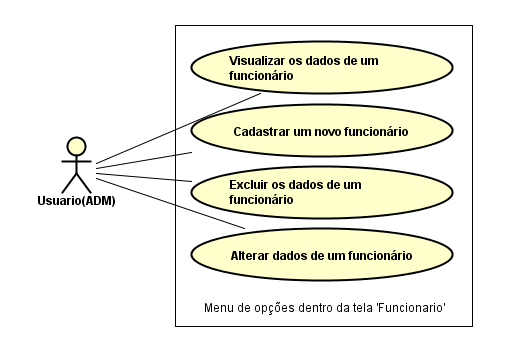 Visualizar os dados de um
funcionário
Cadastrar um novo funcionário
Usuario(ADM)
Excluir os dados de um
funcionário
Alterar dados de um funcionário
Menu de opções dentro da tela 'Funcionario'